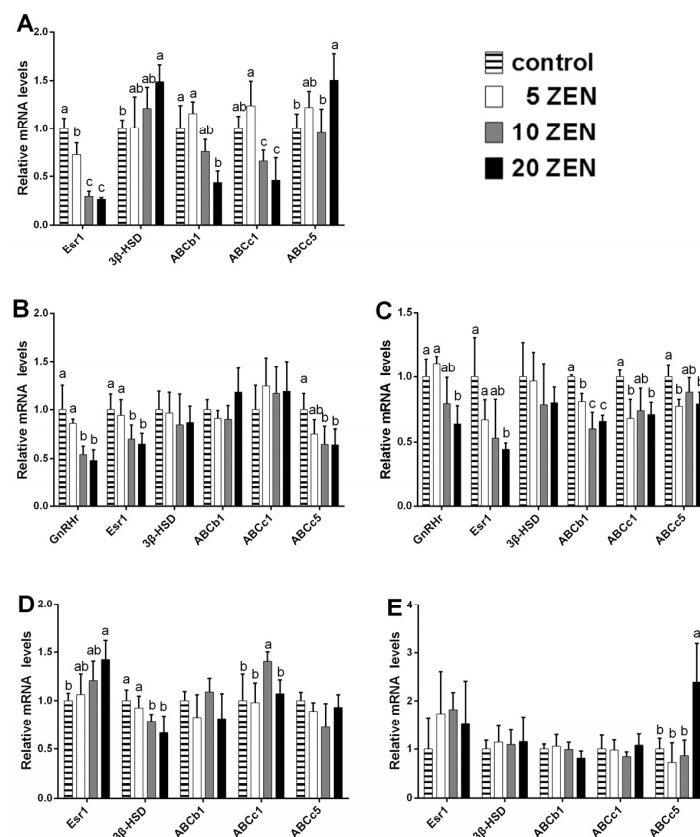 A
Relative mRNA levels
2.0
1.5
1.0
0.5
0.0
a b c c
b ab ab a
a a ab b
ab a c c
b ab b a
Esr1 3β-HSD ABCb1 ABCc1 ABCc5
control
5 ZEN
10 ZEN
20 ZEN
B
Relative mRNA levels
2.0
1.5
1.0
0.5
0.0
a a b b
a a b b
a ab b b
GnRHr Esr1 3β-HSD ABCb1 ABCc1 ABCc5
C
Relative mRNA levels
1.5
1.0
0.5
0.0
a a ab b
a ab ab b
a b c c
a b ab b
a b ab b
GnRHr Esr1 3β-HSD ABCb1 ABCc1 ABCc5
D
Relative mRNA levels
2.0
1.5
1.0
0.5
0.0
b ab ab a
a a b b
b b a b
Esr1 3β-HSD ABCb1 ABCc1 ABCc5
E
Relative mRNA levels
4
3
2
1
0
b b b a
Esr1 3β-HSD ABCb1 ABCc1 ABCc5